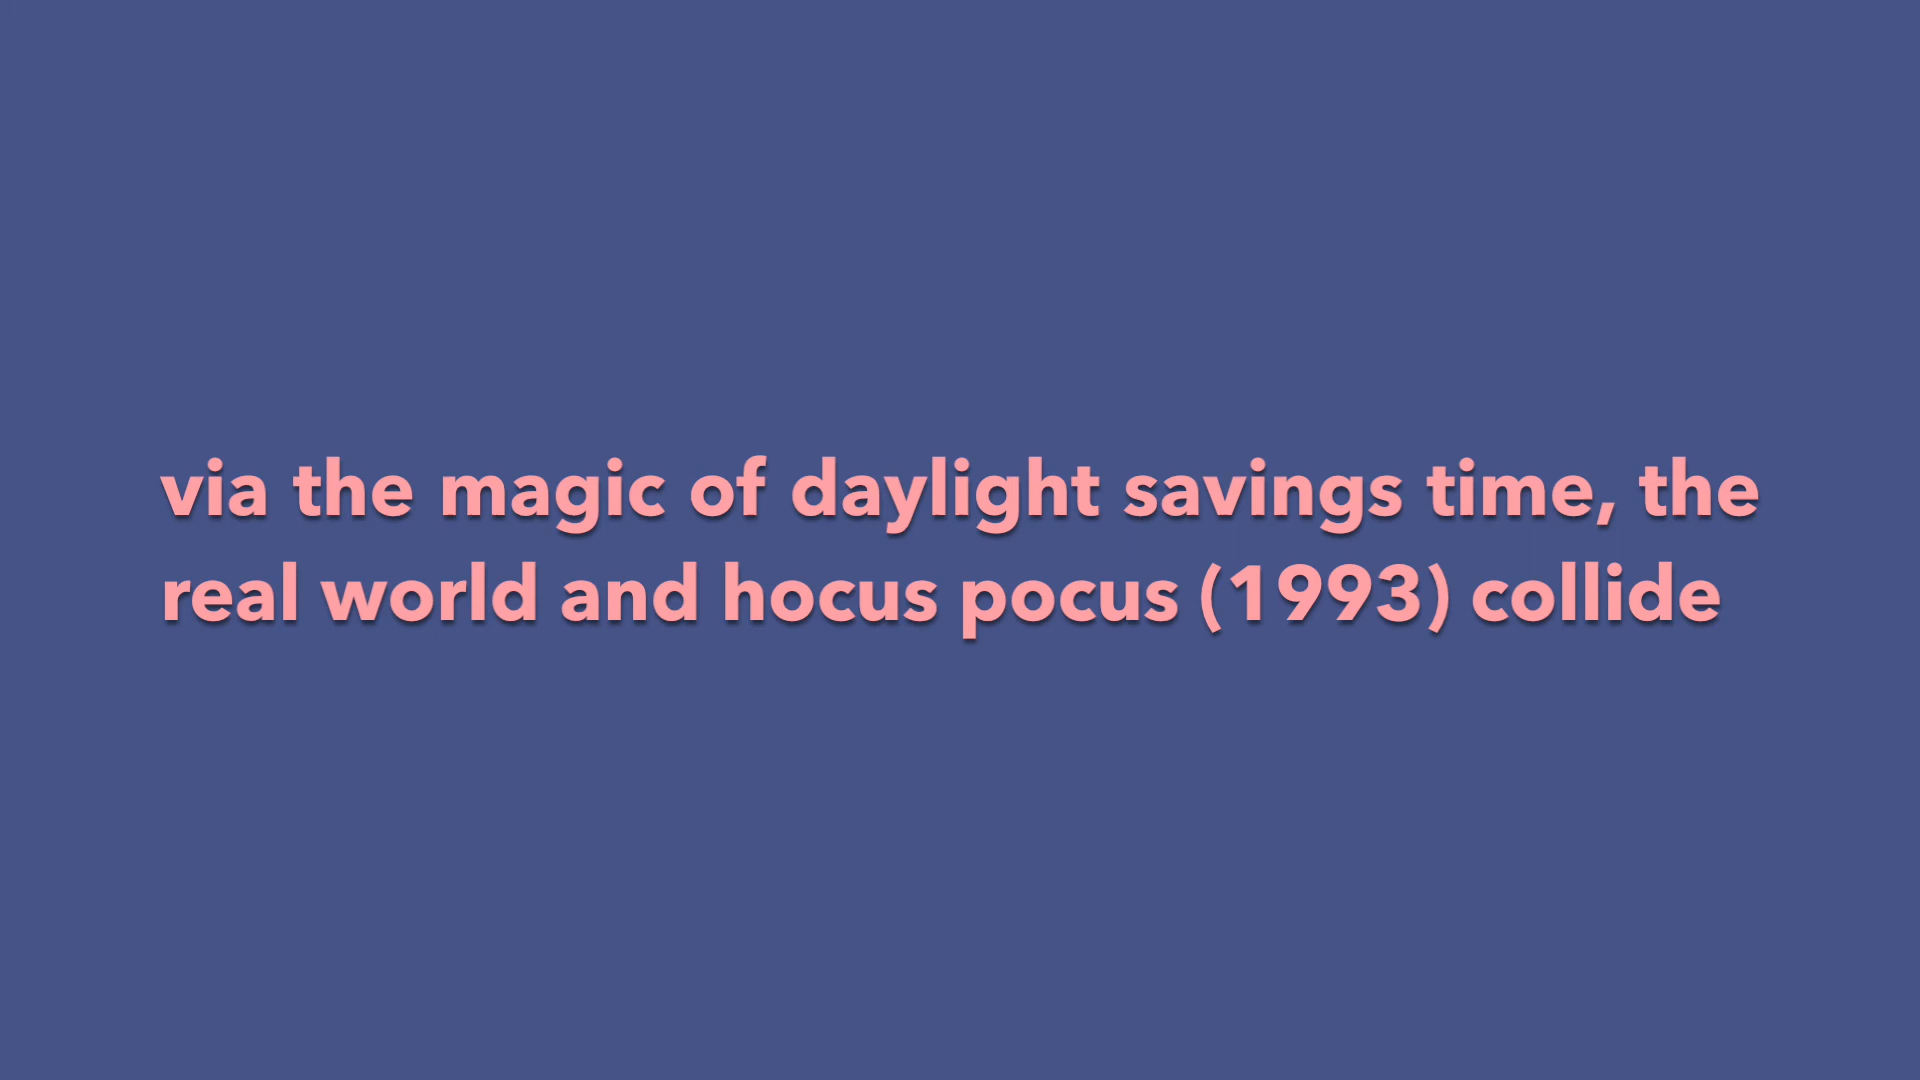 via the magic of daylight savings time, the
real world and hocus pocus (1993) collide